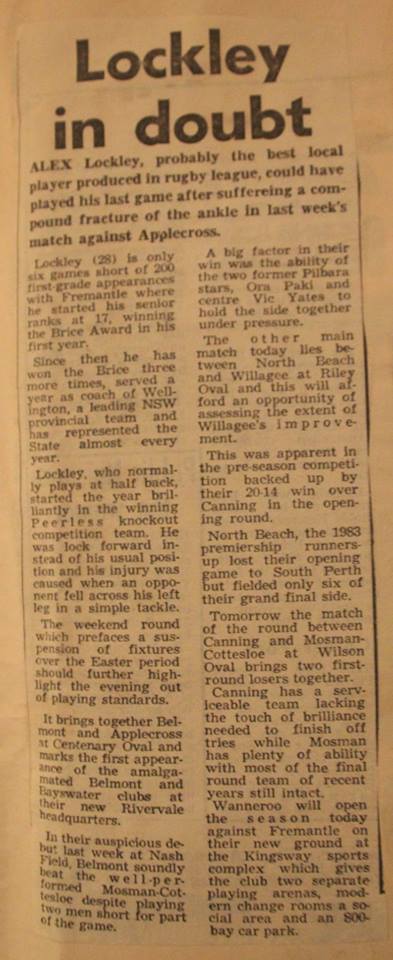 Lockley
in doubt
ALEX Lockley, probably the best local
player produced in rugby league, could have
played his last game after suffereing a com-
pound fracture of the ankle in last week's
match against Applecross.
Lockley (28) is only
six games short of 200
first-grade appearances
with Fremantle where
he started his senior
ranks at 17, winning
the Brice Award in his
first year.
Since then he has
won the Brice three
more times, served a
year as coach of Well-
ington, a leading NSW
provincial team and
has represented the
State almost every
year.
Lockley, who normal-
ly plays at half back,
started the year bril-
liantly in the winning
Peerless knockout
competition team. He
was lock forward in-
stead of his usual posi-
tion and his injury was
caused when an oppo-
nent fell across his left
leg in a simple tackle.
The weekend round
which prefaces a sus-
pension of fixtures
over the Easter period
should further high-
light the evening out
of playing standards.
It brings together Bel-
mont and Applecross
at Centenary Oval and
marks the first appear-
ance of the amalga-
mated Belmont and
Bayswater clubs at
their new Rivervale
headquarters.
In their auspicious de-
but last week at Nash
Field, Belmont soundly
beat the well-per-
formed Mosman-Cot-
tesloe despite playing
two men short for part
of the game.
A big factor in their
win was the ability of
the two former Pilbara
stars, Ora Paki and
centre Vic Yates to
hold the side together
under pressure.
The other main
match today lies be-
tween North Beach
and Willagee at Riley
Oval and this will af-
ford an opportunity of
assessing the extent of
Willagee's improve-
ment.
This was apparent in
the pre-season competi-
tion backed up by
their 20-14 win over
Canning in the open-
ing round.
North Beach, the 1983
premiership runners-
up lost their opening
game to South Perth
but fielded only six of
their grand final side.
Tomorrow the match
of the round between
Canning and Mosman-
Cottesloe at Wilson
Oval brings two first-
round losers together.
Canning has a serv-
iceable team lacking
the touch of brilliance
needed to finish off
tries while Mosman
has plenty of ability
with most of the final
round team of recent
years still intact.
Wanneroo will open
the season today
against Fremantle on
their new ground at
the Kingsway sports
complex which gives
the club two separate
playing arenas, mod-
ern change rooms a so-
cial area and an 800-
bay car park.